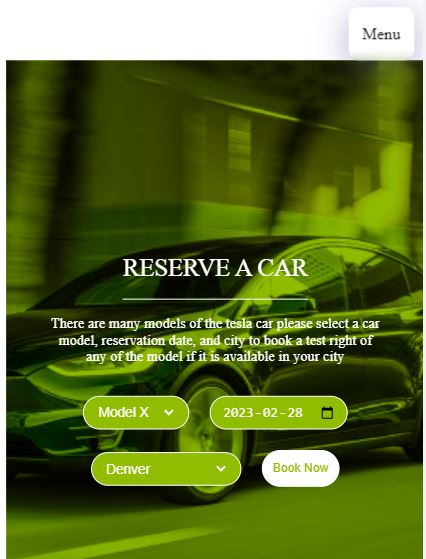 Menu
RESERVE A CAR
There are many models of the tesla car please select a car
model, reservation date, and city to book a test right of
any of the model if it is available in your city
Model X
2023-02-28
Denver
Book Now